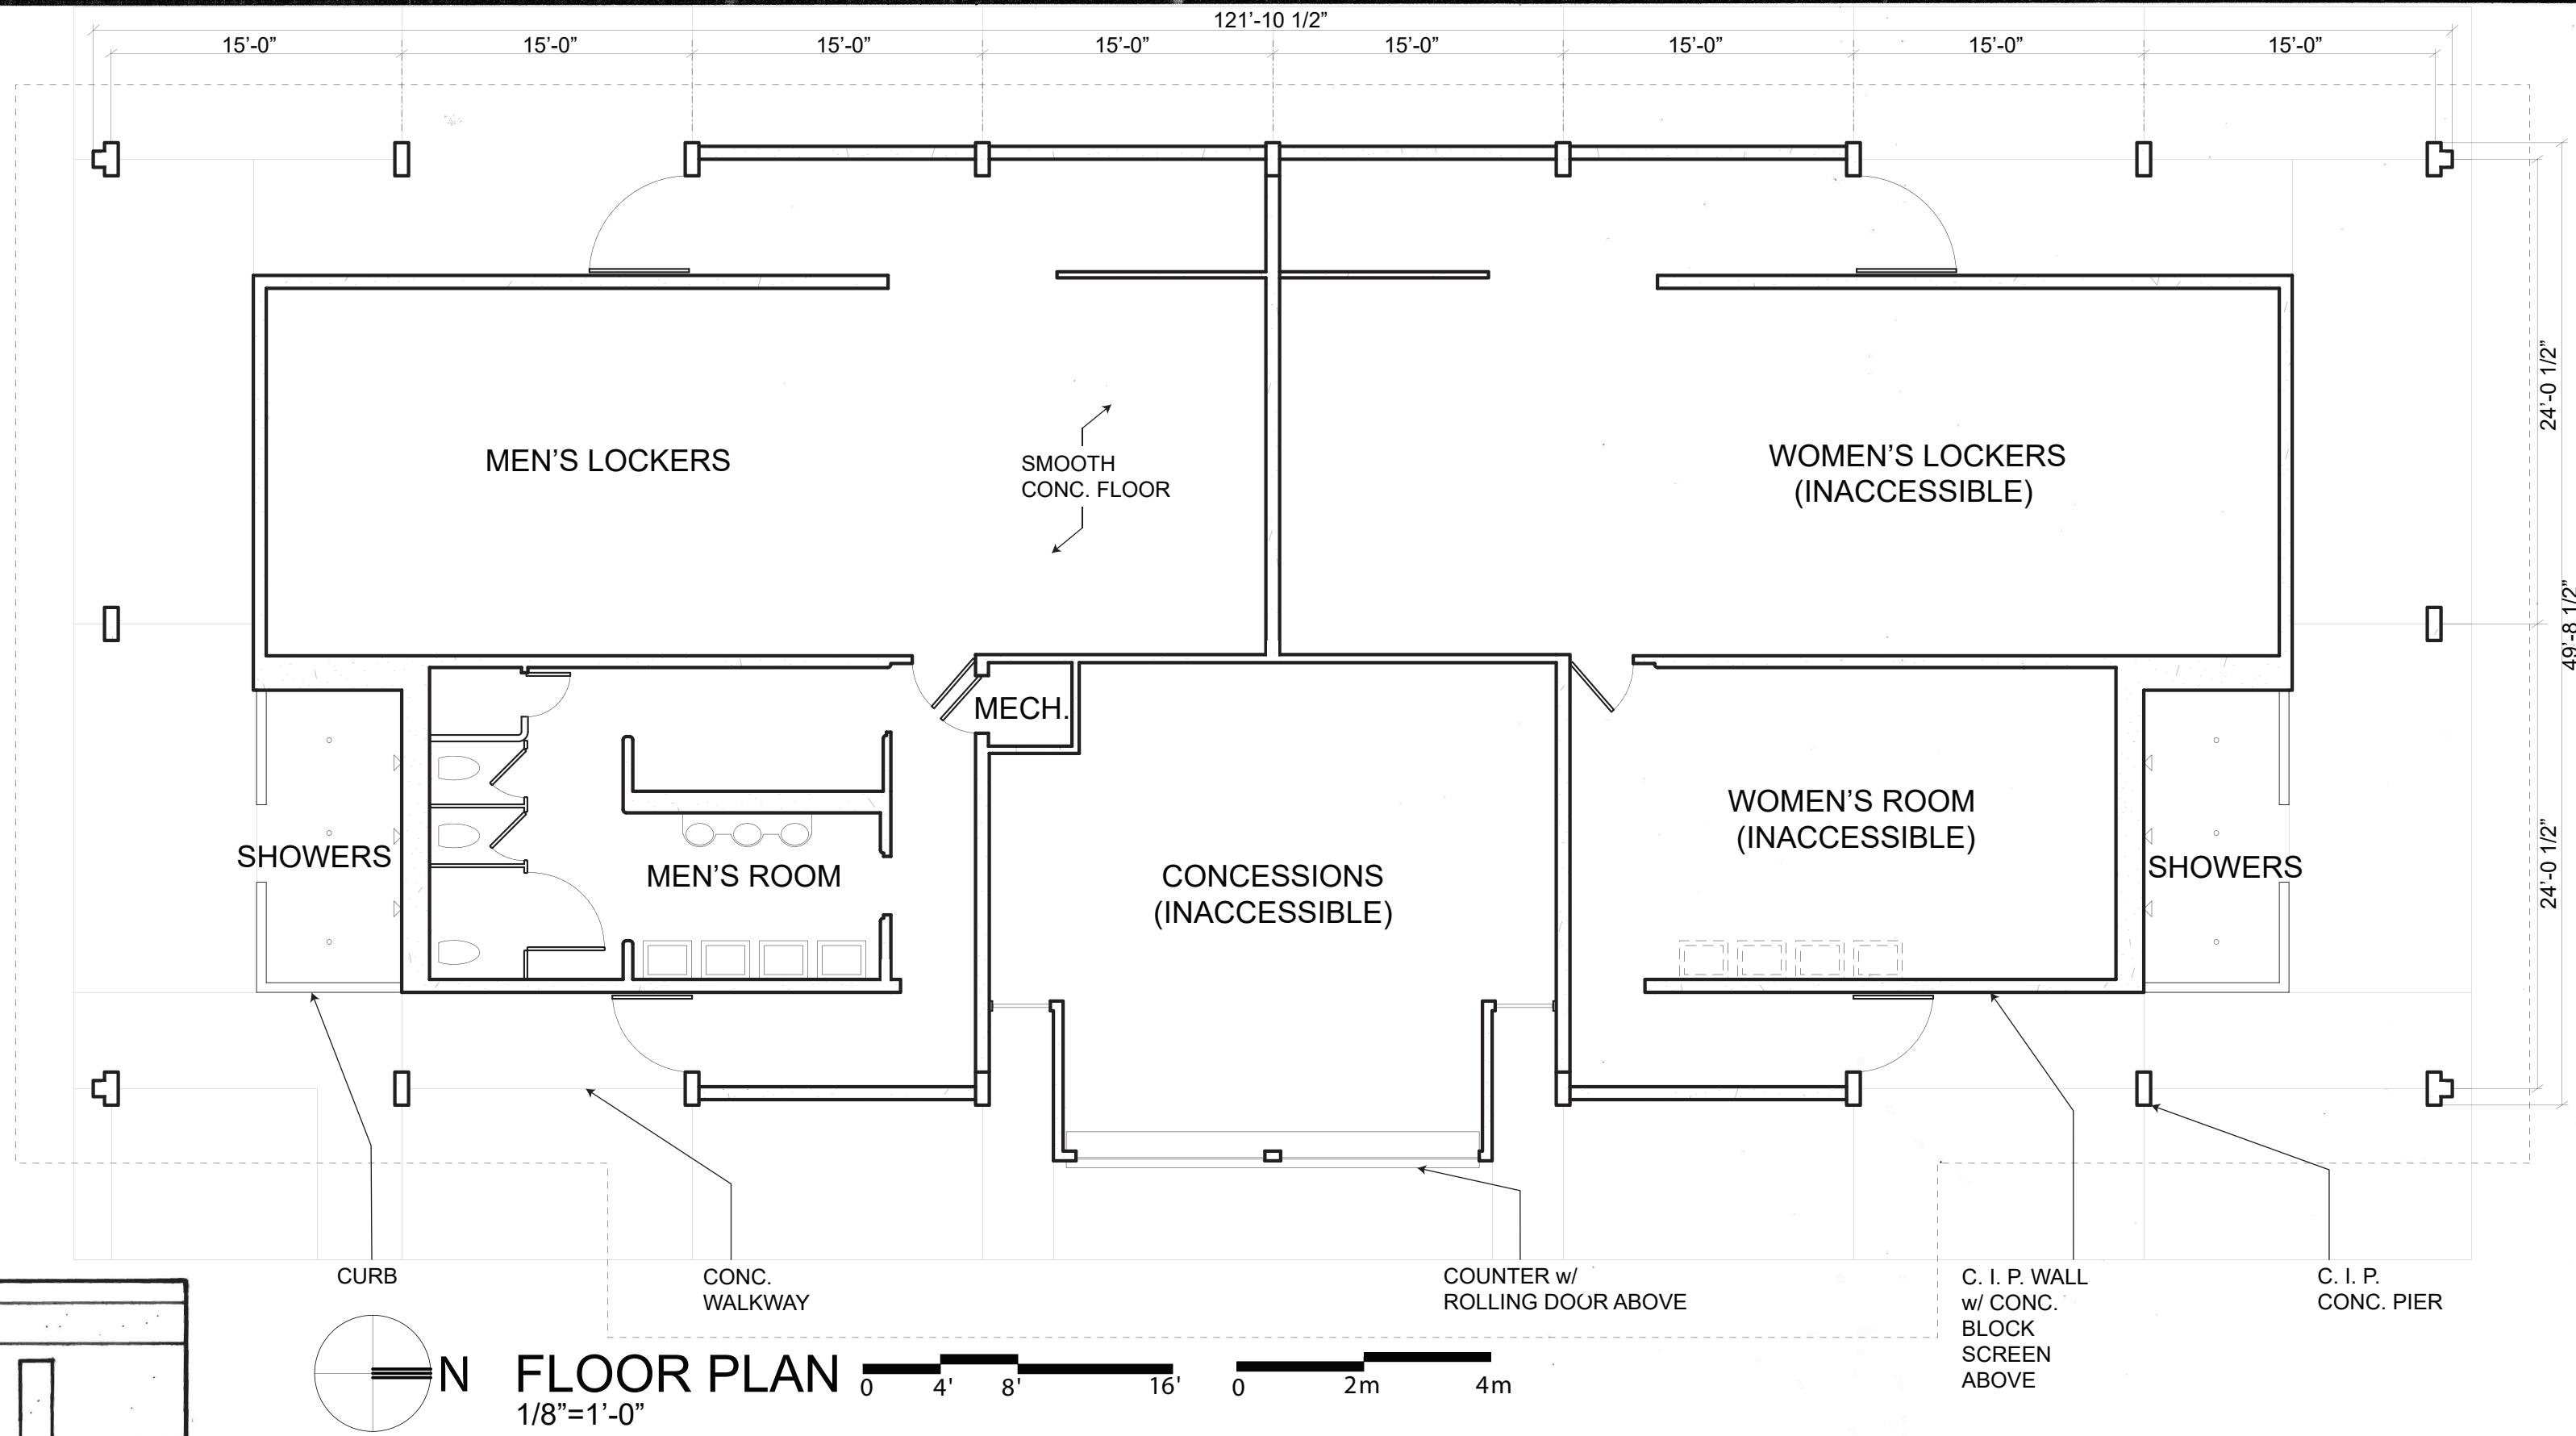 121’-10 1/2”
15’-0” 15’-0” 15’-0” 15’-0” 15’-0” 15’-0” 15’-0” 15’-0”
24’-0 1/2”
49’-8 1/2”
24’-0 1/2”
MEN’S LOCKERS
SMOOTH
CONC. FLOOR
WOMEN’S LOCKERS
(INACCESSIBLE)
MECH.
SHOWERS
MEN’S ROOM
CONCESSIONS
(INACCESSIBLE)
WOMEN’S ROOM
(INACCESSIBLE)
SHOWERS
CURB
CONC.
WALKWAY
COUNTER w/
ROLLING DOOR ABOVE
C. I. P. WALL
w/ CONC.
BLOCK
SCREEN
ABOVE
C. I. P.
CONC. PIER
N
FLOOR PLAN
1/8”=1’-0”
0 4' 8' 16'
0 2m 4m